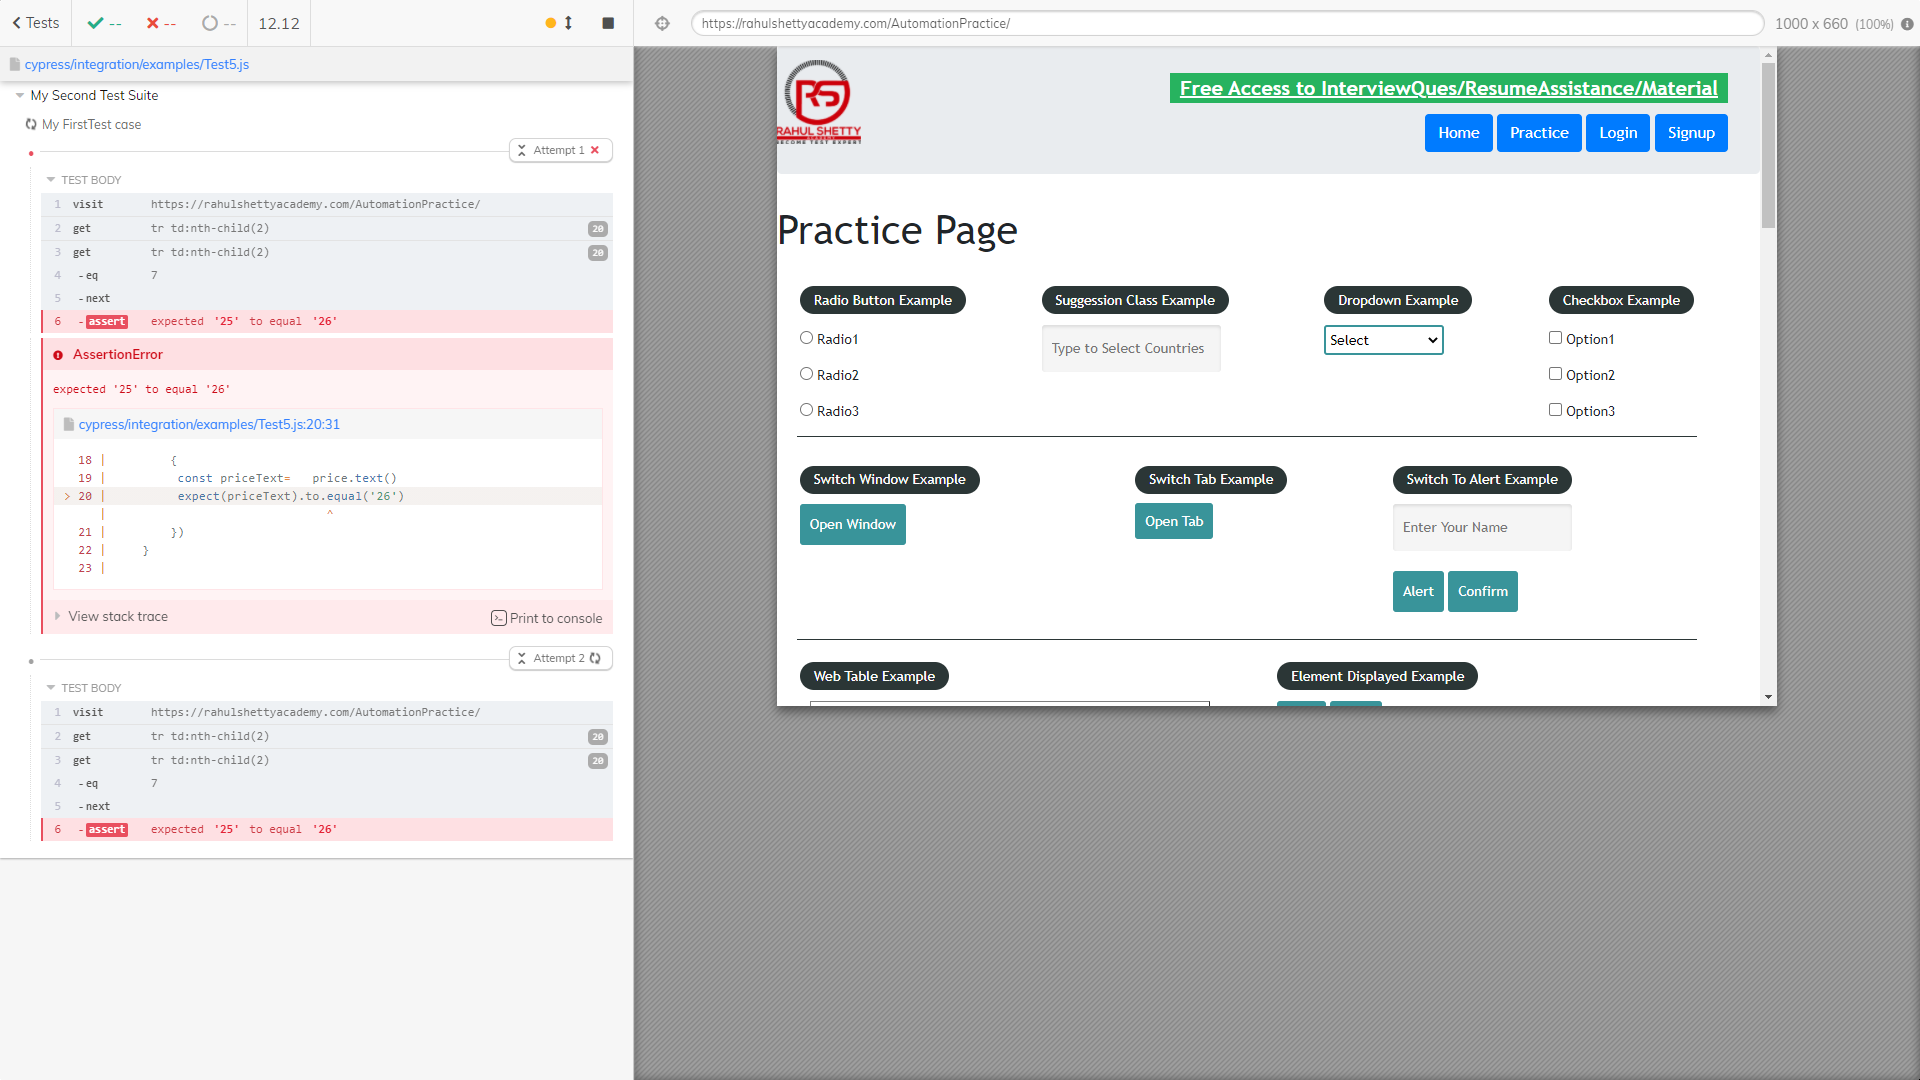 Tests
--
--
--
12.12
cypress/integration/examples/Test5.js
My Second Test Suite
My FirstTest case
Attempt 1
TEST BODY
1 visit https://rahulshettyacademy.com/AutomationPractice/
2 get tr td:nth-child(2) 20
3 get tr td:nth-child(2) 20
4 -eq 7
5 -next
6 -assert expected '25' to equal '26'
AssertionError
expected '25' to equal '26'
cypress/integration/examples/Test5.js:20:31
18 | {
19 | const priceText= price.text()
> 20 | expect(priceText).to.equal('26')
| ^
21 | })
22 | }
23 |
View stack trace
Print to console
Attempt 2
TEST BODY
1 visit https://rahulshettyacademy.com/AutomationPractice/
2 get tr td:nth-child(2) 20
3 get tr td:nth-child(2) 20
4 -eq 7
5 -next
6 -assert expected '25' to equal '26'
https://rahulshettyacademy.com/AutomationPractice/
1000 x 660 (100%)
RS
RAHUL SHETTY
ACADEMY
Free Access to InterviewQues/ResumeAssistance/Material
Home Practice Login Signup
Practice Page
Radio Button Example
Radio1
Radio2
Radio3
Suggession Class Example
Type to Select Countries
Dropdown Example
Select
Checkbox Example
Option1
Option2
Option3
Switch Window Example
Open Window
Switch Tab Example
Open Tab
Switch To Alert Example
Enter Your Name
Alert Confirm
Web Table Example
Element Displayed Example